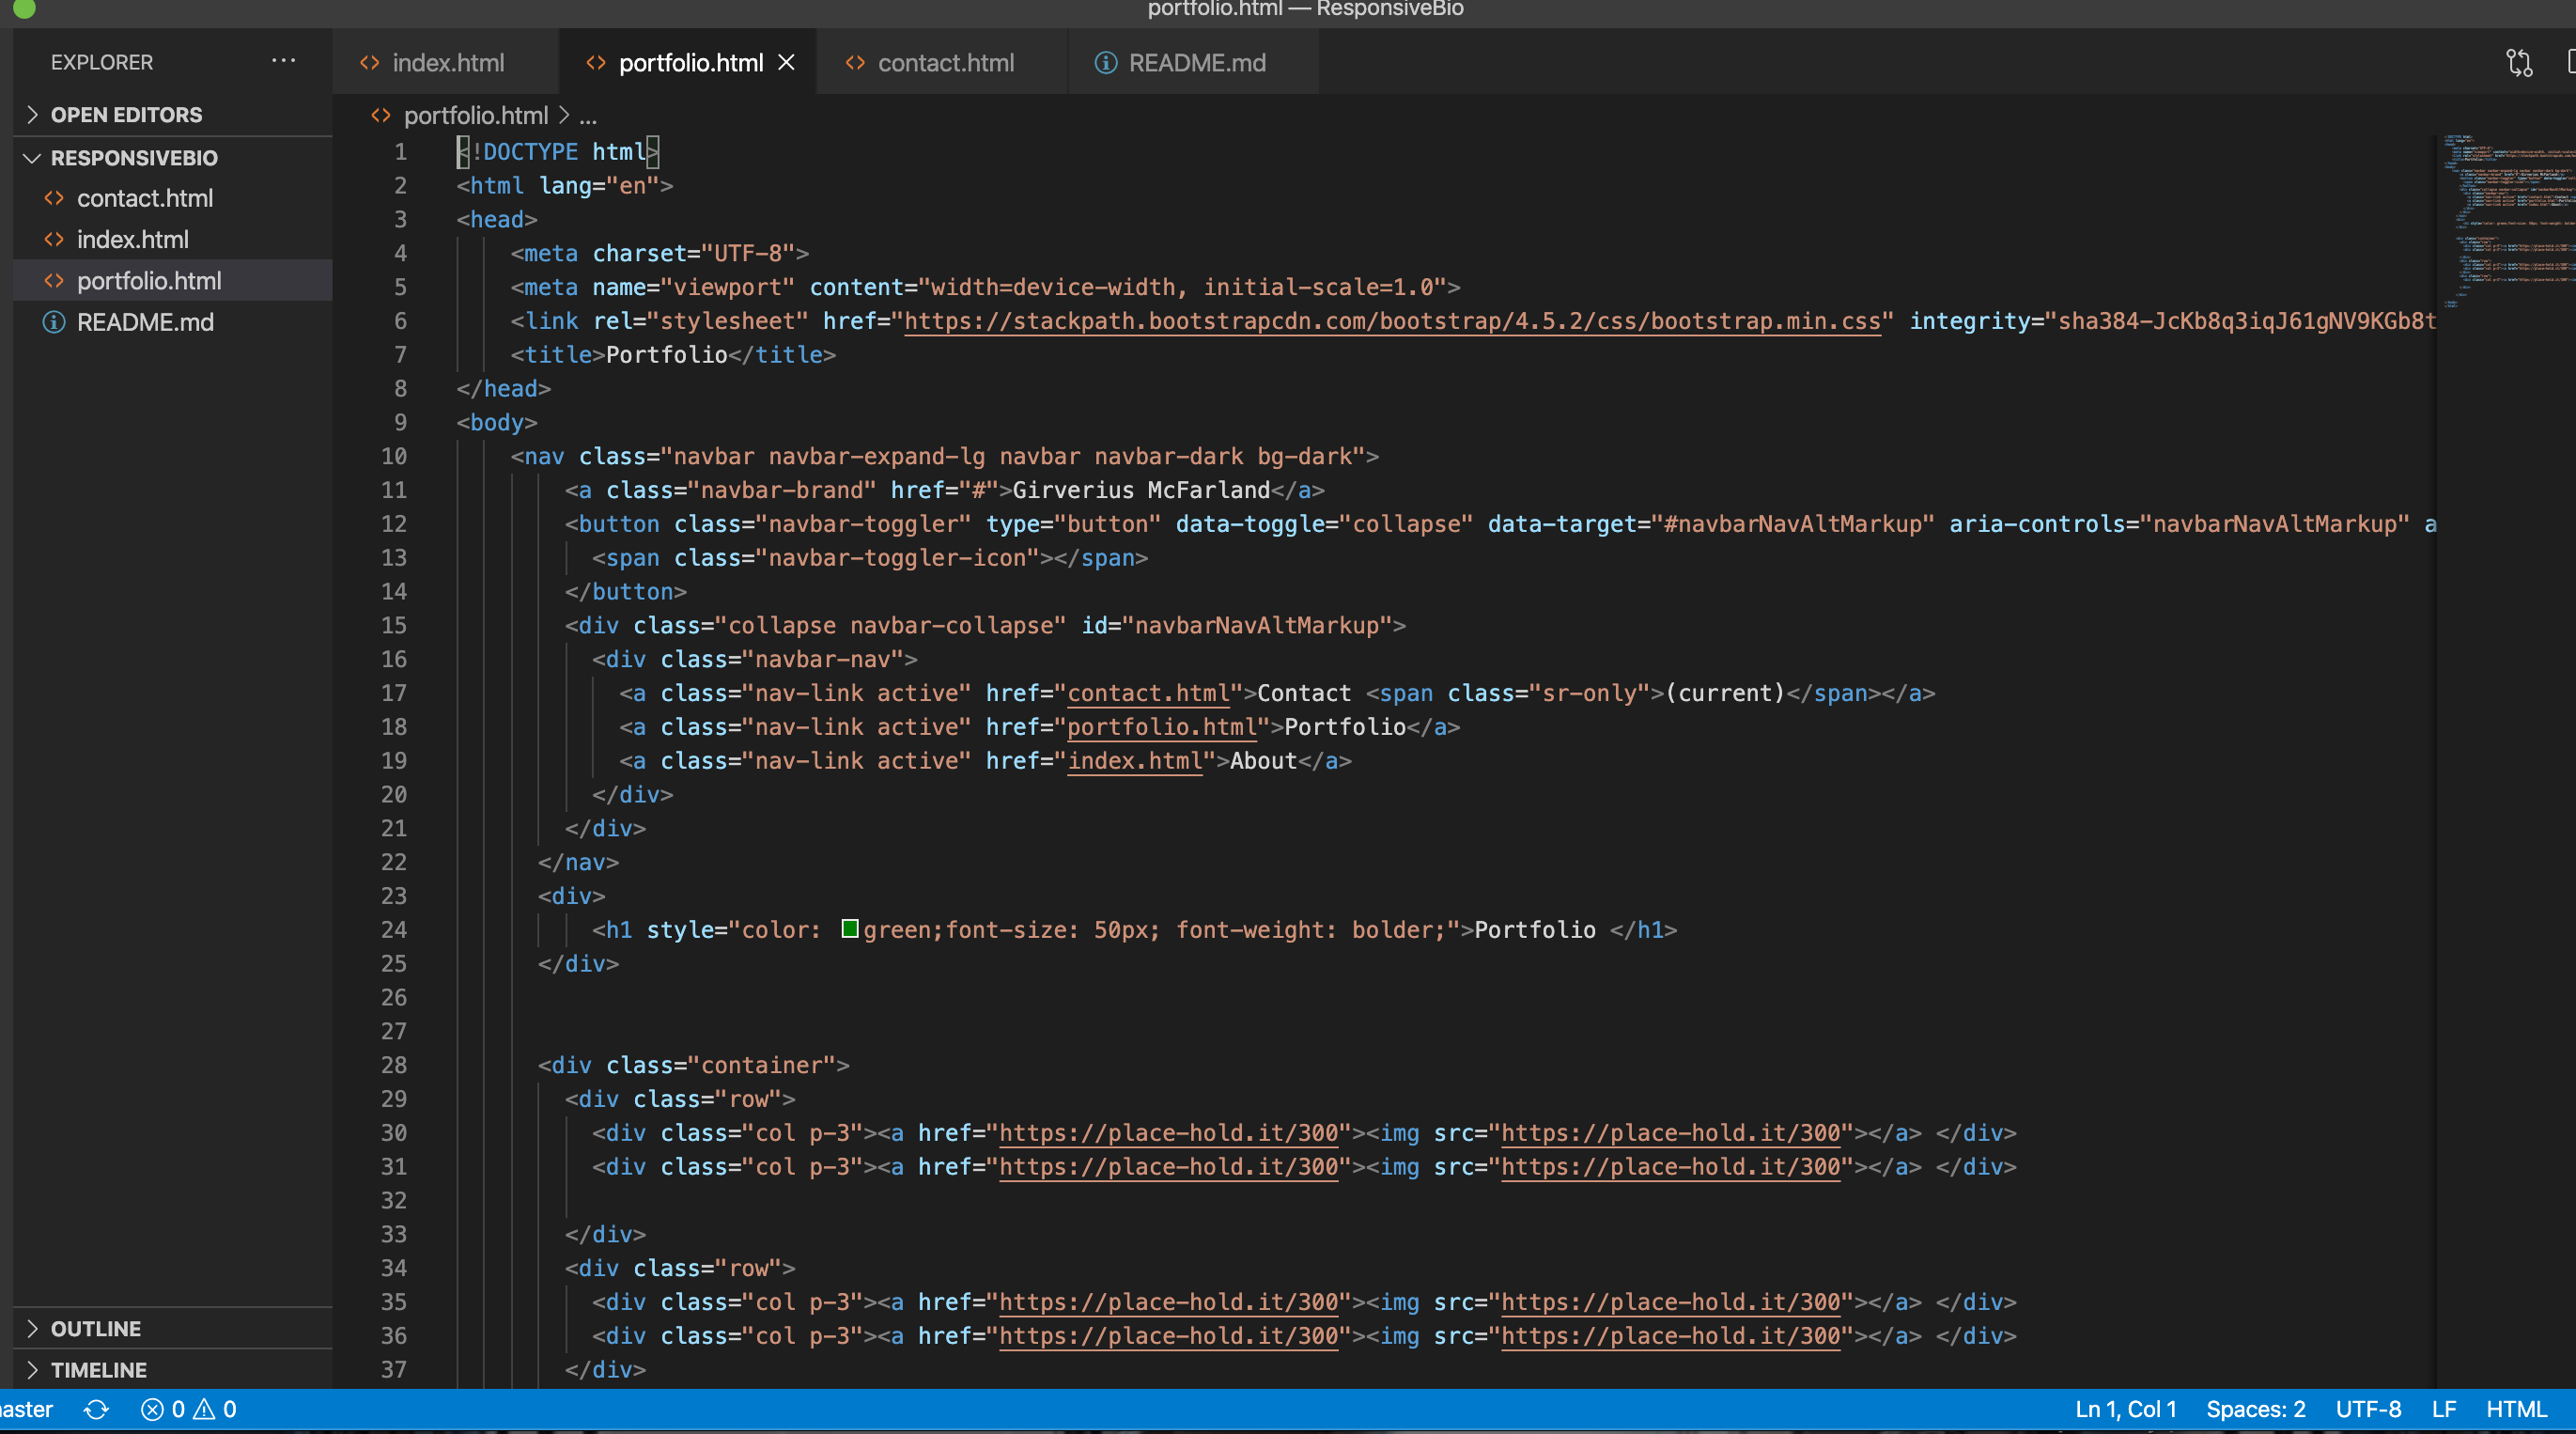 portfolio.html — ResponsiveBio
EXPLORER
OPEN EDITORS
RESPONSIVEBIO
contact.html
index.html
portfolio.html
README.md
OUTLINE
TIMELINE
index.html
portfolio.html
contact.html
README.md
portfolio.html > ...
1 <!DOCTYPE html>
2 <html lang="en">
3 <head>
4 <meta charset="UTF-8">
5 <meta name="viewport" content="width=device-width, initial-scale=1.0">
6 <link rel="stylesheet" href="https://stackpath.bootstrapcdn.com/bootstrap/4.5.2/css/bootstrap.min.css" integrity="sha384-JcKb8q3iqJ61gNV9KGb8t
7 <title>Portfolio</title>
8 </head>
9 <body>
10 <nav class="navbar navbar-expand-lg navbar navbar-dark bg-dark">
11 <a class="navbar-brand" href="#">Girverius McFarland</a>
12 <button class="navbar-toggler" type="button" data-toggle="collapse" data-target="#navbarNavAltMarkup" aria-controls="navbarNavAltMarkup" a
13 <span class="navbar-toggler-icon"></span>
14 </button>
15 <div class="collapse navbar-collapse" id="navbarNavAltMarkup">
16 <div class="navbar-nav">
17 <a class="nav-link active" href="contact.html">Contact <span class="sr-only">(current)</span></a>
18 <a class="nav-link active" href="portfolio.html">Portfolio</a>
19 <a class="nav-link active" href="index.html">About</a>
20 </div>
21 </div>
22 </nav>
23 <div>
24 <h1 style="color: green;font-size: 50px; font-weight: bolder;">Portfolio </h1>
25 </div>
26
27
28 <div class="container">
29 <div class="row">
30 <div class="col p-3"><a href="https://place-hold.it/300"><img src="https://place-hold.it/300"></a> </div>
31 <div class="col p-3"><a href="https://place-hold.it/300"><img src="https://place-hold.it/300"></a> </div>
32
33 </div>
34 <div class="row">
35 <div class="col p-3"><a href="https://place-hold.it/300"><img src="https://place-hold.it/300"></a> </div>
36 <div class="col p-3"><a href="https://place-hold.it/300"><img src="https://place-hold.it/300"></a> </div>
37 </div>
aster 0 0 Ln 1, Col 1 Spaces: 2 UTF-8 LF HTML